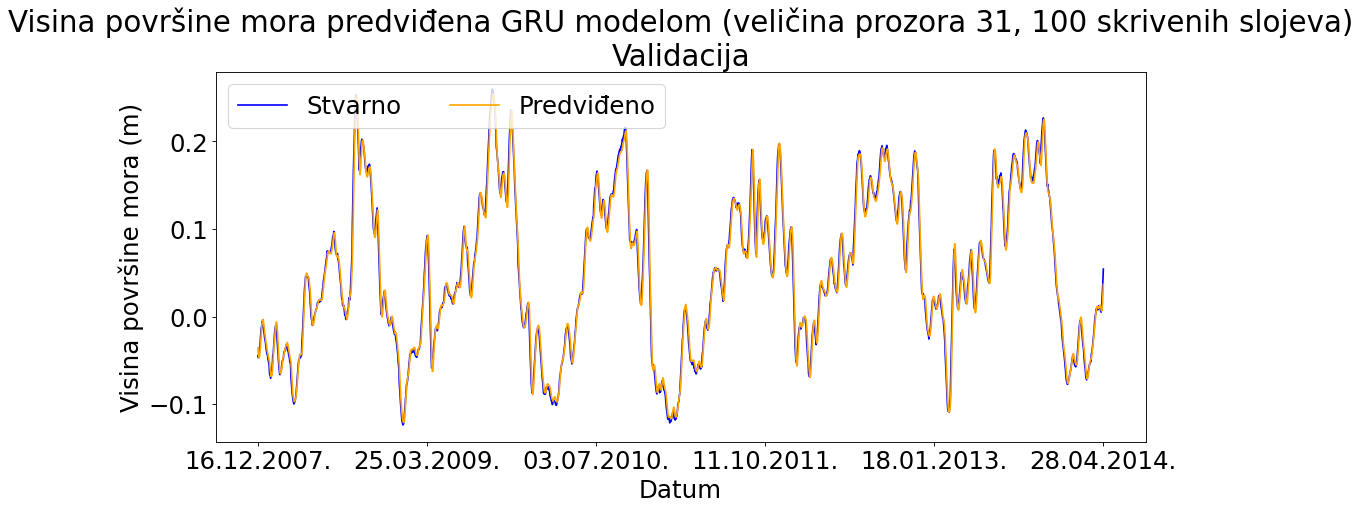 Visina površine mora predviđena GRU modelom (veličina prozora 31, 100 skrivenih slojeva)
Validacija
Stvarno Predviđeno
Visina površine mora (m)
0.2
0.1
0.0
−0.1
16.12.2007. 25.03.2009. 03.07.2010. 11.10.2011. 18.01.2013. 28.04.2014.
Datum